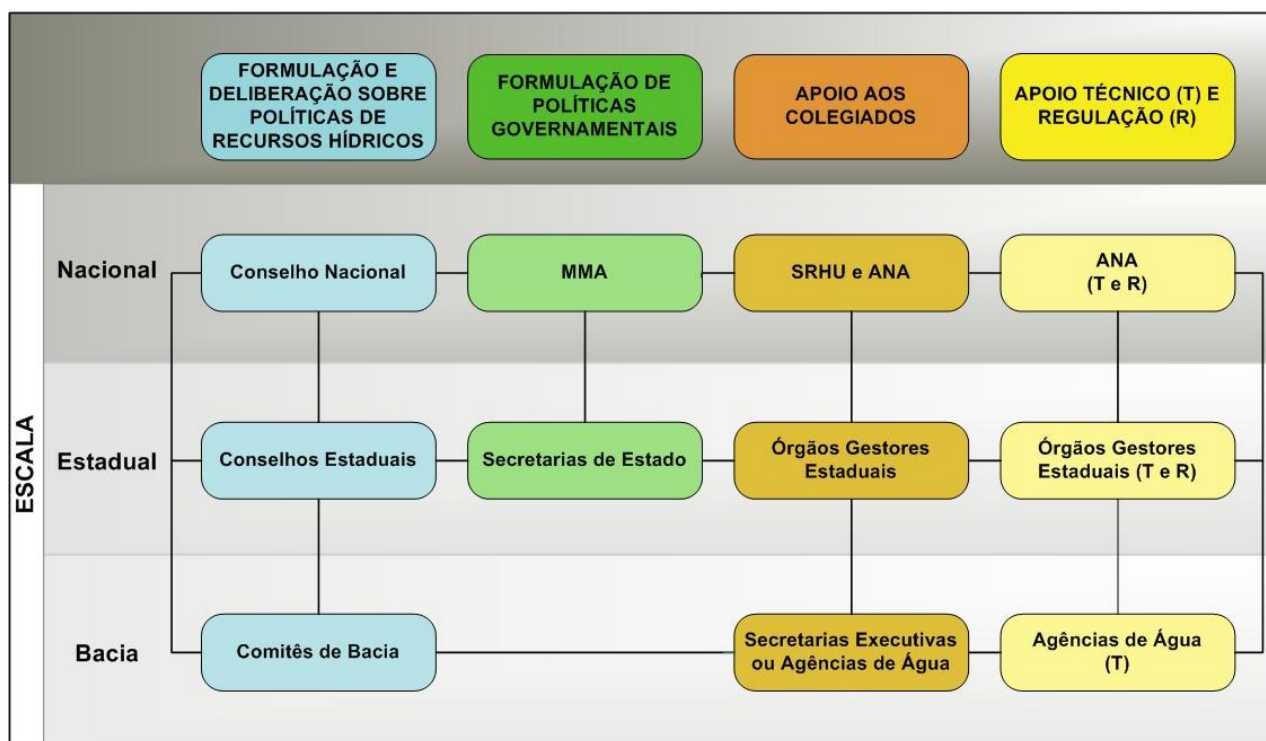 FORMULAÇÃO E
DELIBERAÇÃO SOBRE
POLÍTICAS DE
RECURSOS HÍDRICOS
FORMULAÇÃO DE
POLÍTICAS
GOVERNAMENTAIS
APOIO AOS
COLEGIADOS
APOIO TÉCNICO (T) E
REGULAÇÃO (R)
ESCALA
Nacional
Conselho Nacional
MMA
SRHU e ANA
ANA
(T e R)
Estadual
Conselhos Estaduais
Secretarias de Estado
Órgãos Gestores
Estaduais
Órgãos Gestores
Estaduais (T e R)
Bacia
Comitês de Bacia
Secretarias Executivas
ou Agências de Água
Agências de Água
(T)